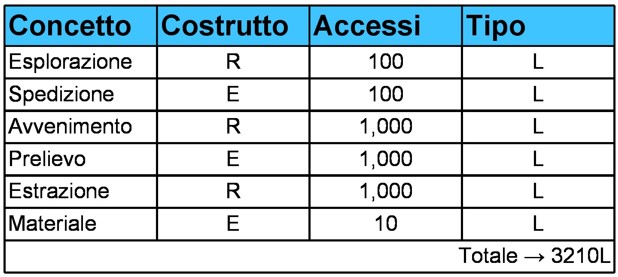 Concetto Costrutto Accessi Tipo
Esplorazione R 100 L
Spedizione E 100 L
Avvenimento R 1,000 L
Prelievo E 1,000 L
Estrazione R 1,000 L
Materiale E 10 L
Totale → 3210L